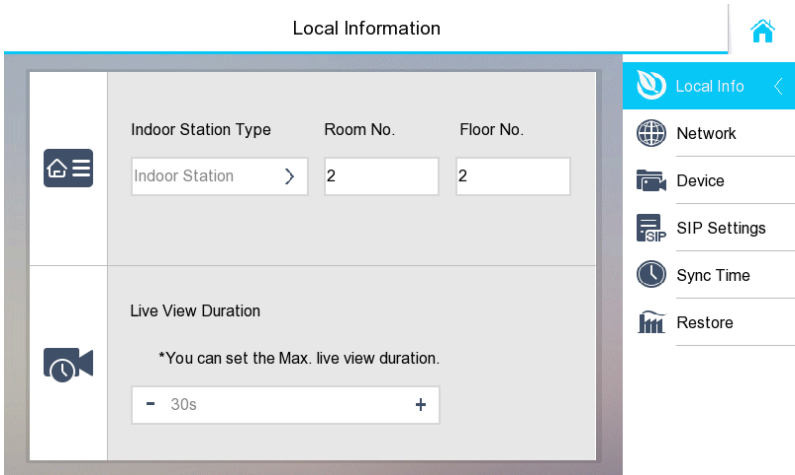 Local Information
Indoor Station Type
Room No.
Floor No.
Indoor Station
2
2
Live View Duration
*You can set the Max. live view duration.
- 30s +
Local Info
Network
Device
SIP
SIP Settings
Sync Time
Restore